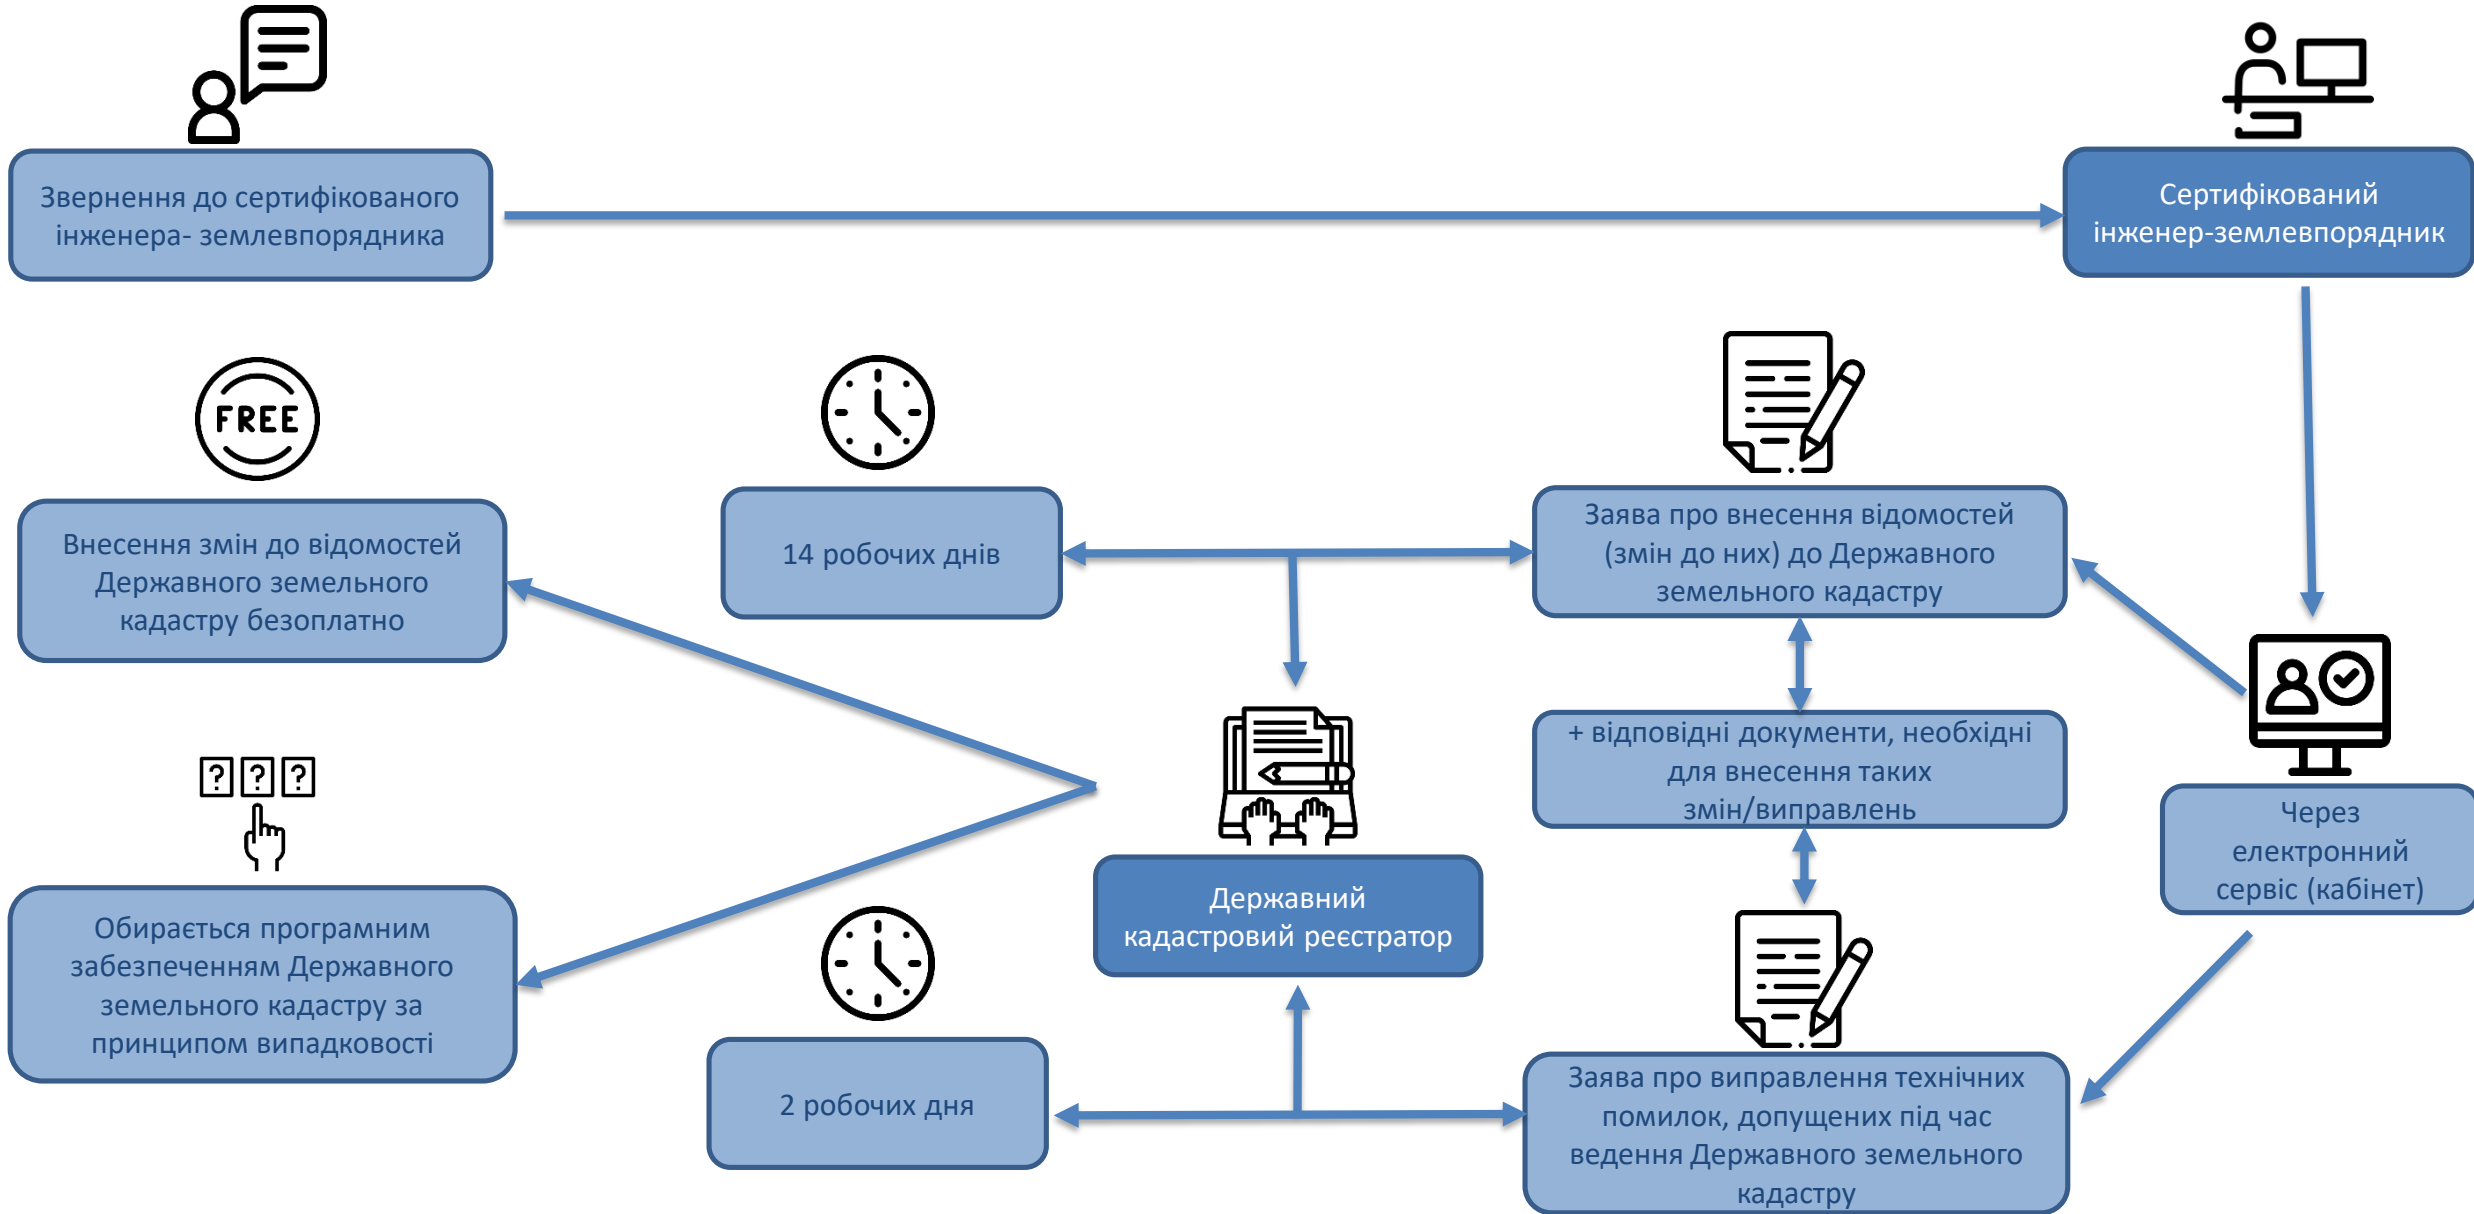 Звернення до сертифікованого
інженера- землевпорядника
Сертифікований
інженер-землевпорядник
FREE
Внесення змін до відомостей
Державного земельного
кадастру безоплатно
14 робочих днів
Заява про внесення відомостей
(змін до них) до Державного
земельного кадастру
+ відповідні документи, необхідні
для внесення таких
змін/виправлень
Через
електронний
сервіс (кабінет)
? ? ?
Обирається програмним
забезпеченням Державного
земельного кадастру за
принципом випадковості
Державний
кадастровий реєстратор
2 робочих дня
Заява про виправлення технічних
помилок, допущених під час
ведення Державного земельного
кадастру